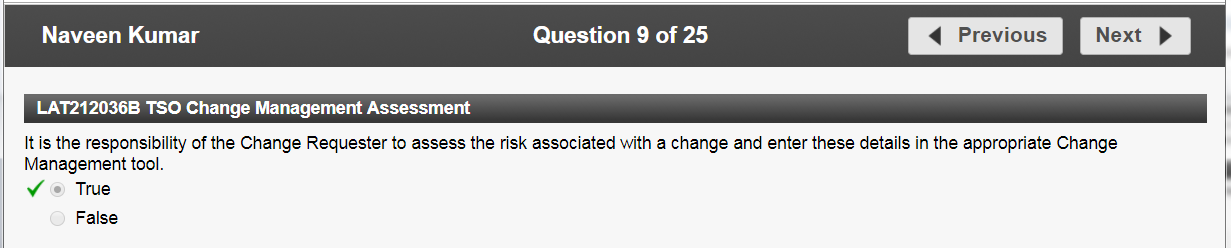 Naveen Kumar
Question 9 of 25
Previous
Next
LAT212036B TSO Change Management Assessment
It is the responsibility of the Change Requester to assess the risk associated with a change and enter these details in the appropriate Change
Management tool.
True
False